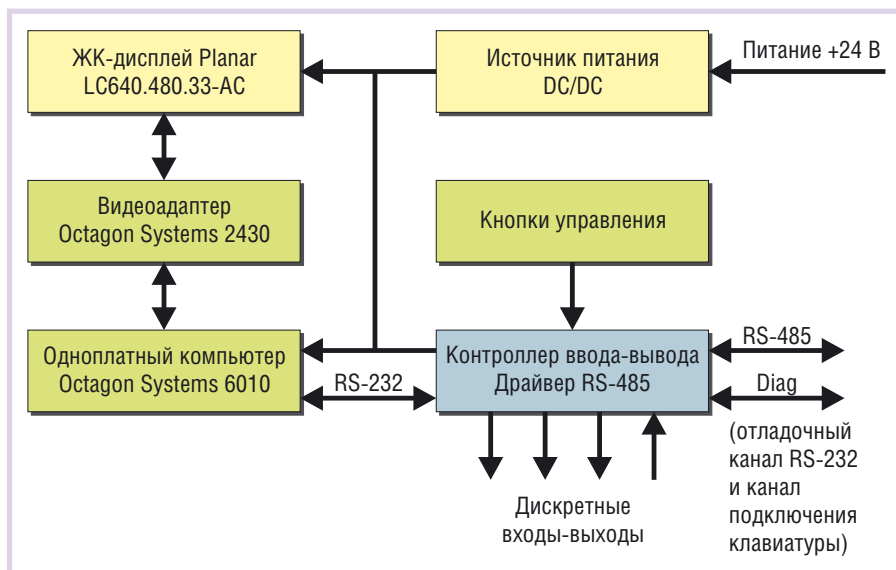 ЖК-дисплей Planar
LC640.480.33-AC
Источник питания
DC/DC
Питание +24 В
Видеоадаптер
Octagon Systems 2430
Кнопки управления
Одноплатный компьютер
Octagon Systems 6010
RS-232
Контроллер ввода-вывода
Драйвер RS-485
RS-485
Diag
(отладочный
канал RS-232
и канал
подключения
клавиатуры)
Дискретные
входы-выходы